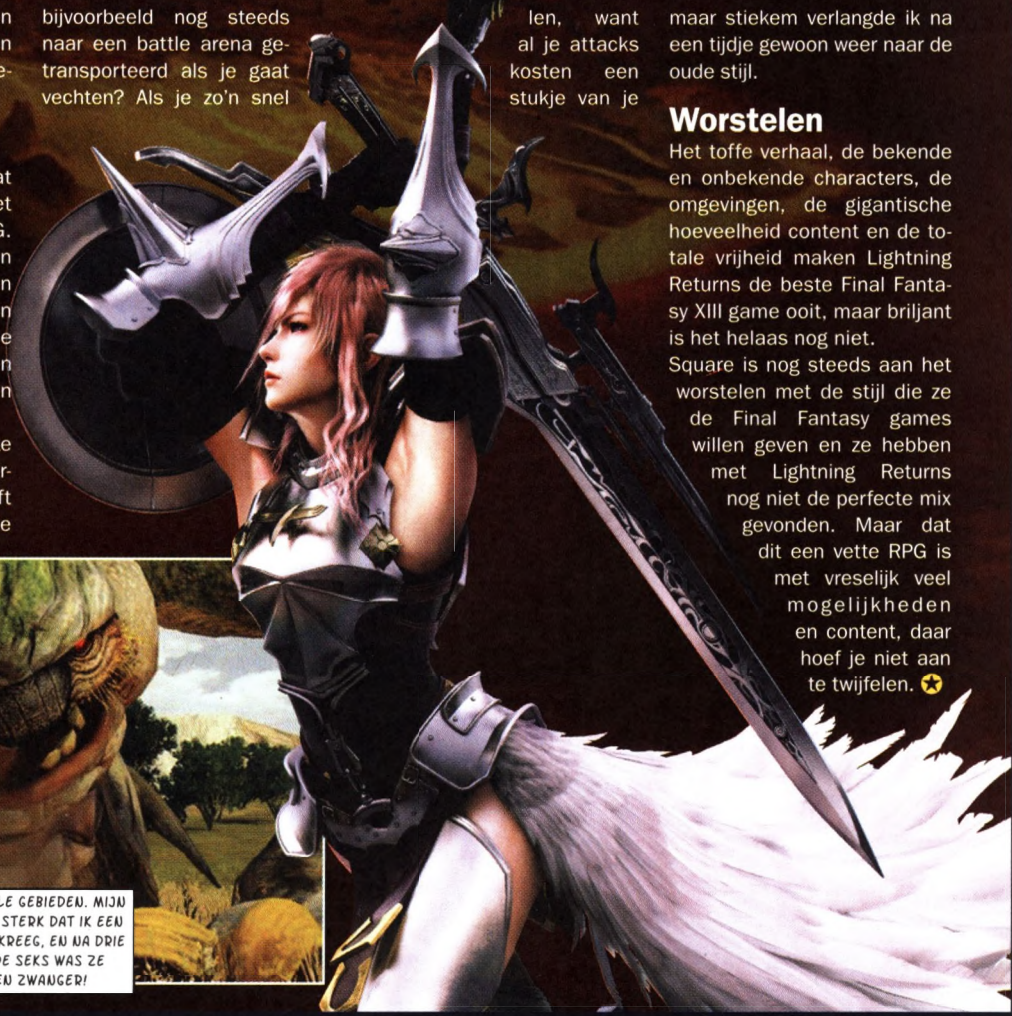 n
n
e-
at
et
G.
n
n
n
e
n
n
te
r-
ft
e
bijvoorbeeld nog steeds
naar een battle arena ge-
transporteerd als je gaat
vechten? Als je zo'n snel
len, want
al je attacks
kosten een
stukje van je
maar stiekem verlangde ik na
een tijdje gewoon weer naar de
oude stijl.
Worstelen
Het toffe verhaal, de bekende
en onbekende characters, de
omgevingen, de gigantische
hoeveelheid content en de to-
tale vrijheid maken Lightning
Returns de beste Final Fanta-
sy XIII game ooit, maar briljant
is het helaas nog niet.
Square is nog steeds aan het
worstelen met de stijl die ze
de Final Fantasy games
willen geven en ze hebben
met Lightning Returns
nog niet de perfecte mix
gevonden. Maar dat
dit een vette RPG is
met vreselijk veel
mogelijkheden
en content, daar
hoef je niet aan
te twijfelen.
LE GEBIEDEN. MIJN
STERK DAT IK EEN
KREEG, EN NA DRIE
DE SEKS WAS ZE
EN ZWANGER!